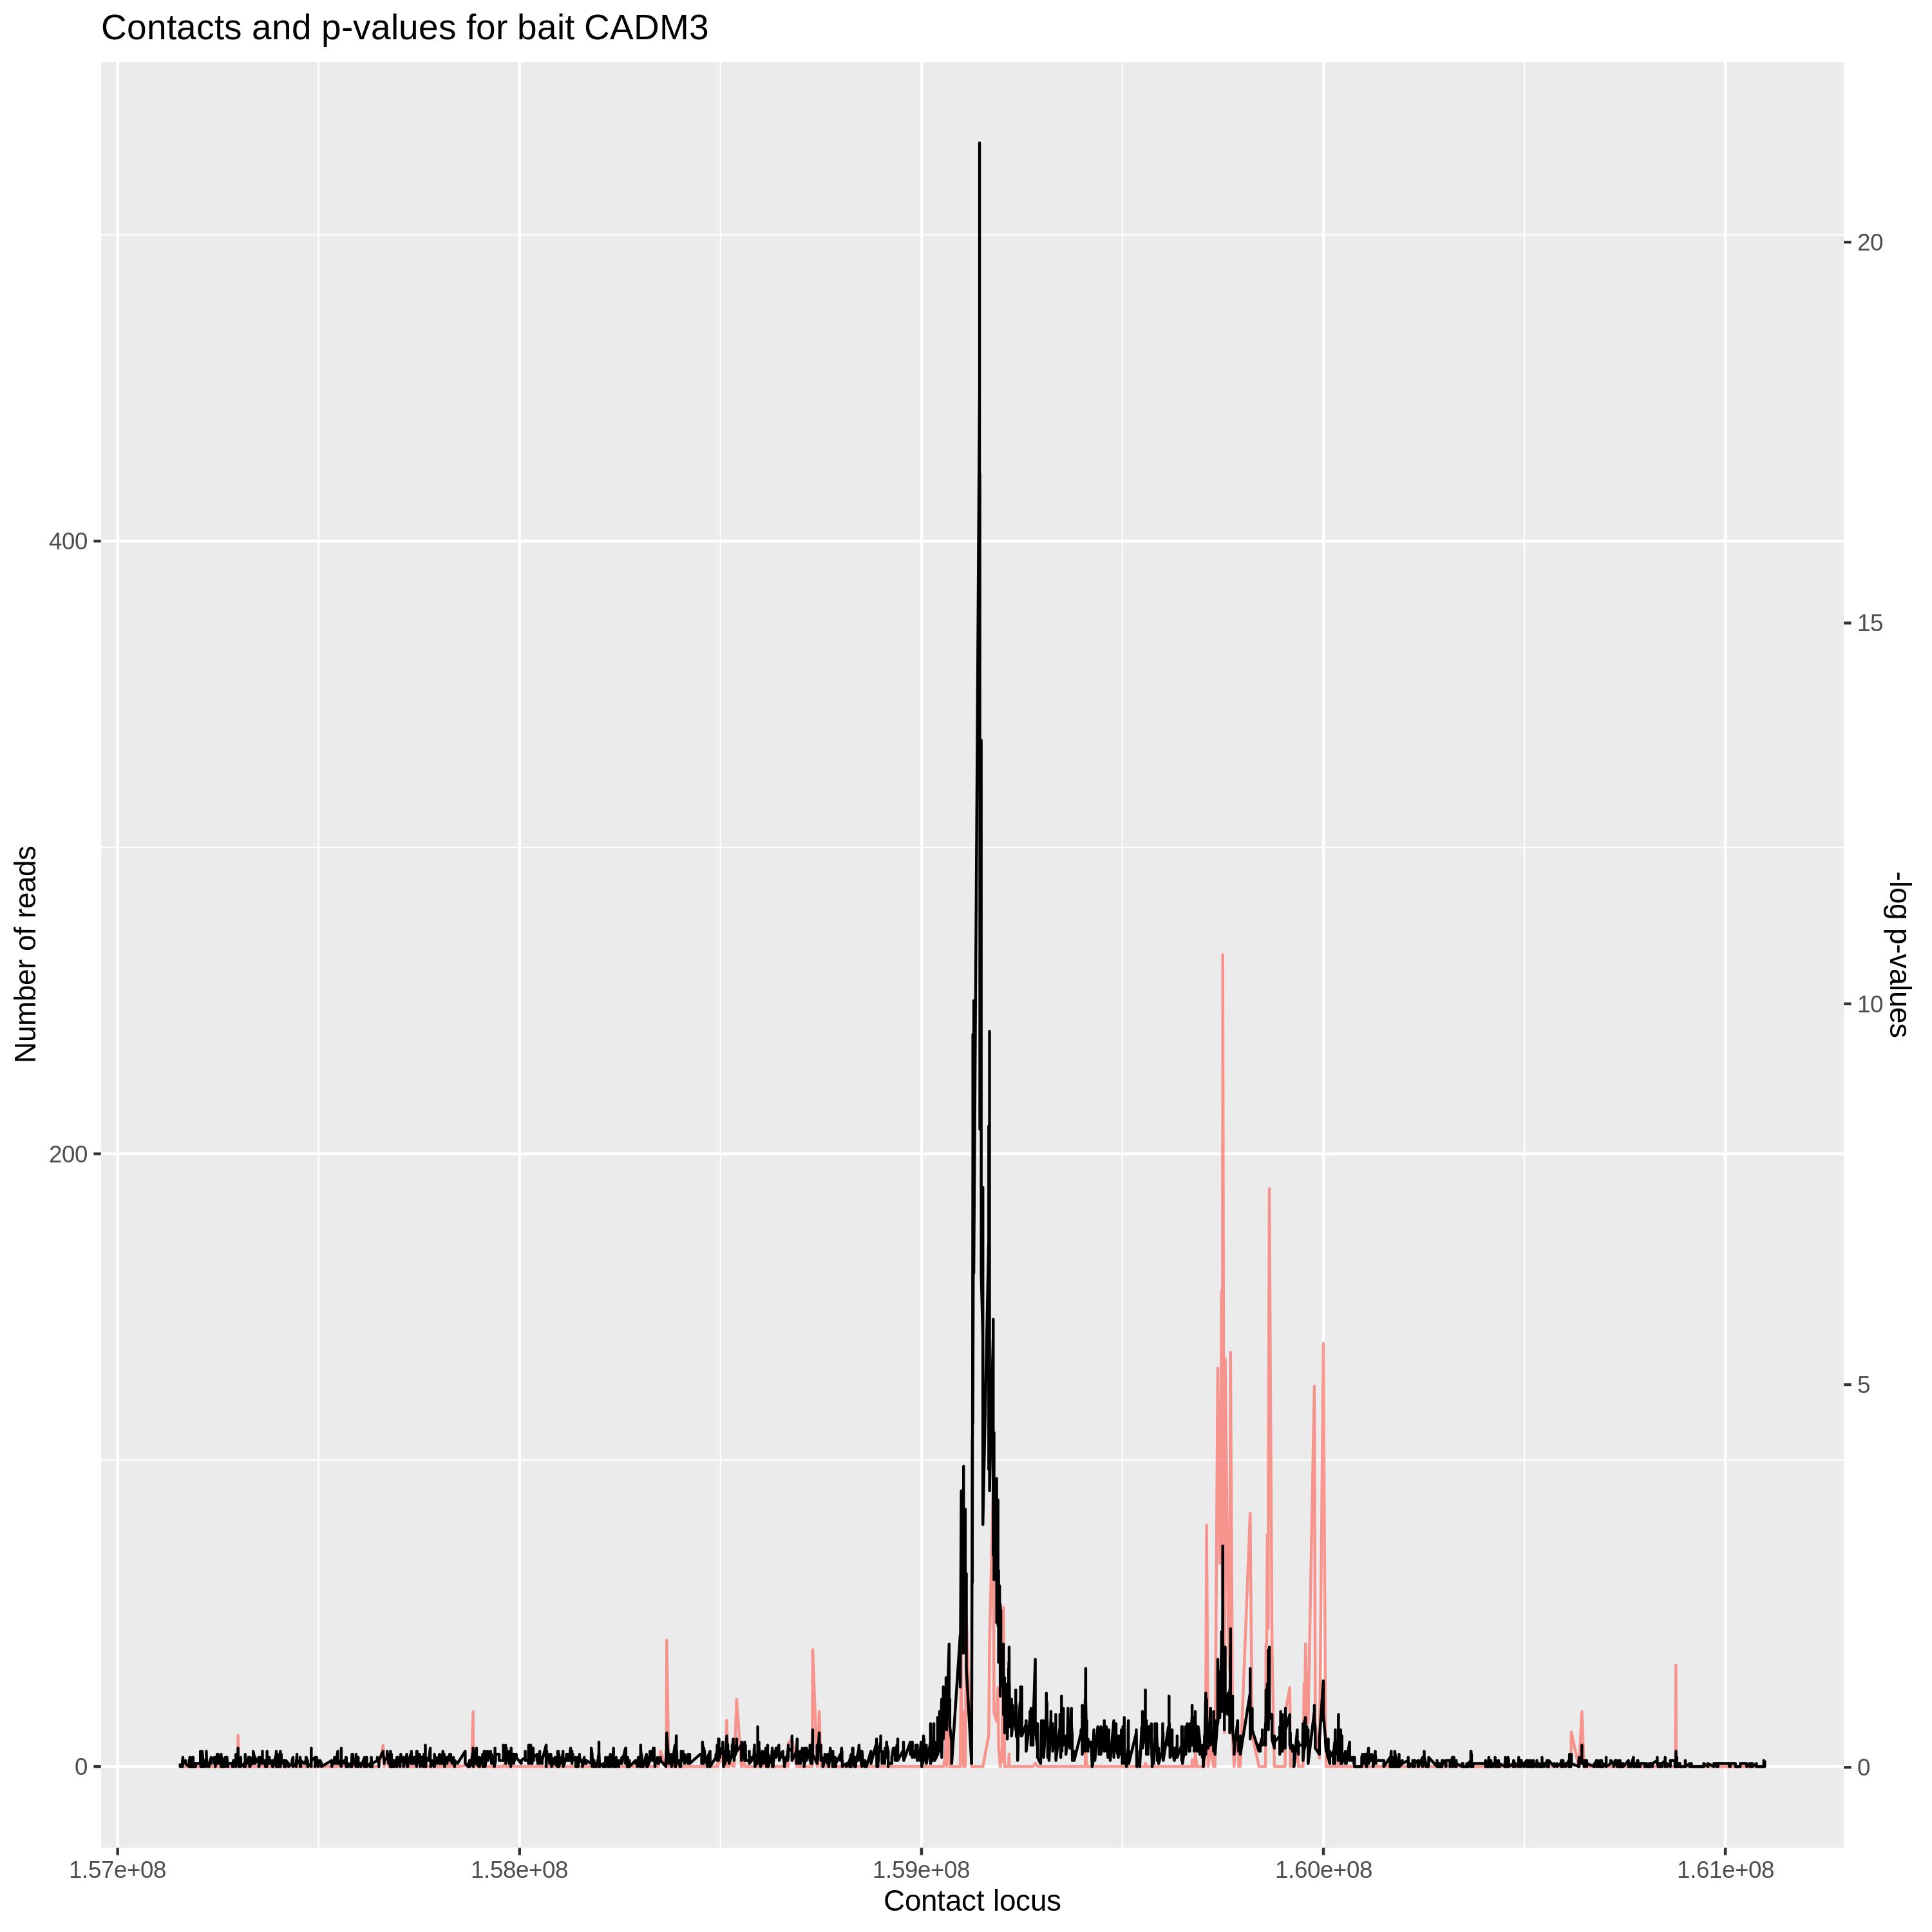 Contacts and p-values for bait CADM3
Number of reads
400
200
0
20
15
10
5
0
-log p-values
1.57e+08 1.58e+08 1.59e+08 1.60e+08 1.61e+08
Contact locus